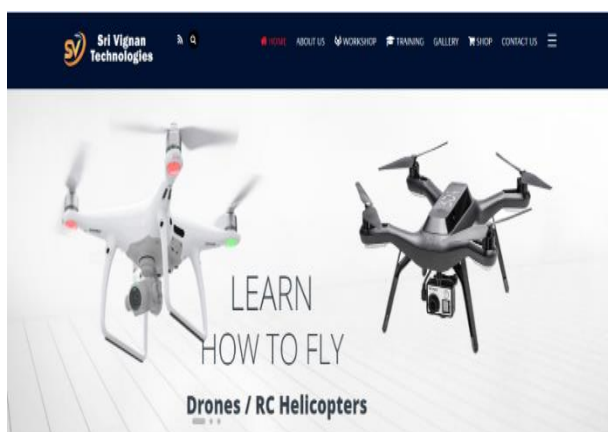 SV Sri Vignan Technologies
HOME ABOUT US WORKSHOP TRAINING GALLERY SHOP CONTACT US
LEARN
HOW TO FLY
Drones / RC Helicopters